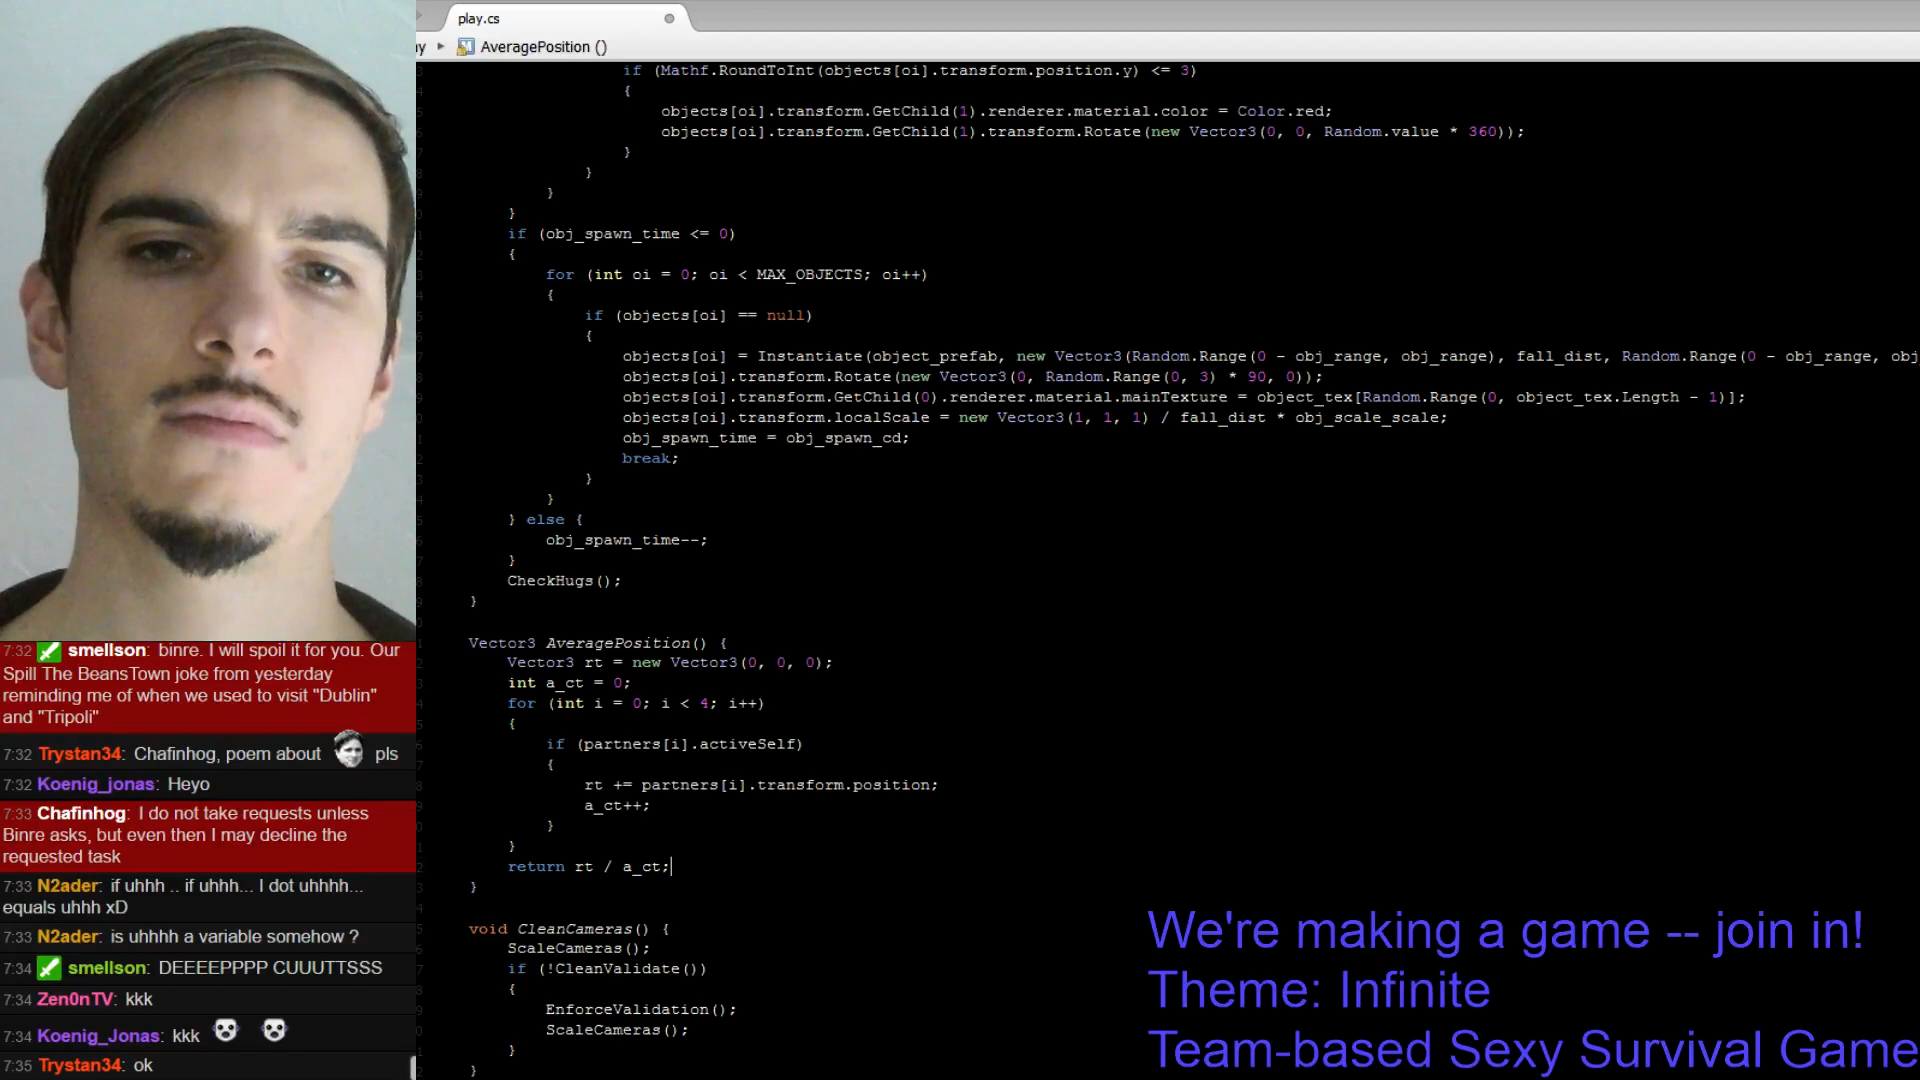 play.cs
AveragePosition ()
if (Mathf.RoundToInt(objects[oi].transform.position.y) <= 3)
{
objects[oi].transform.GetChild(1).renderer.material.color = Color.red;
objects[oi].transform.GetChild(1).transform.Rotate(new Vector3(0, 0, Random.value * 360));
}
}
}
}
if (obj_spawn_time <= 0)
{
for (int oi = 0; oi < MAX_OBJECTS; oi++)
{
if (objects[oi] == null)
{
objects[oi] = Instantiate(object_prefab, new Vector3(Random.Range(0 - obj_range, obj_range), fall_dist, Random.Range(0 - obj_range, obj
objects[oi].transform.Rotate(new Vector3(0, Random.Range(0, 3) * 90, 0));
objects[oi].transform.GetChild(0).renderer.material.mainTexture = object_tex[Random.Range(0, object_tex.Length - 1)];
objects[oi].transform.localScale = new Vector3(1, 1, 1) / fall_dist * obj_scale_scale;
obj_spawn_time = obj_spawn_cd;
break;
}
}
} else {
obj_spawn_time--;
}
CheckHugs();
}
Vector3 AveragePosition() {
Vector3 rt = new Vector3(0, 0, 0);
int a_ct = 0;
for (int i = 0; i < 4; i++)
{
if (partners[i].activeSelf)
{
rt += partners[i].transform.position;
a_ct++;
}
}
return rt / a_ct;
}
void CleanCameras() {
ScaleCameras();
if (!CleanValidate())
{
EnforceValidation();
ScaleCameras();
}
}
7:32 smellson: binre. I will spoil it for you. Our
Spill The BeansTown joke from yesterday
reminding me of when we used to visit "Dublin"
and "Tripoli"
7:32 Trystan34: Chafinhog, poem about pls
7:32 Koenig_jonas: Heyo
7:33 Chafinhog: I do not take requests unless
Binre asks, but even then I may decline the
requested task
7:33 N2ader: if uhhh .. if uhhh... I dot uhhhh...
equals uhhh xD
7:33 N2ader: is uhhhh a variable somehow ?
7:34 smellson: DEEEEPPPP CUUUTTSSS
7:34 Zen0nTV: kkk
7:34 Koenig_Jonas: kkk
7:35 Trystan34: ok
We're making a game -- join in!
Theme: Infinite
Team-based Sexy Survival Game